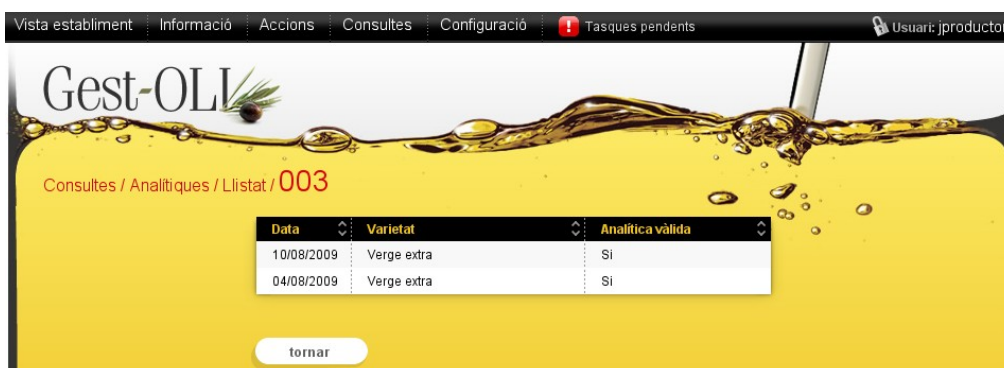 Vista establiment Informació Accions Consultes Configuració ! Tasques pendents Usuari: jproductor
Gest-OLI
Consultes / Analítiques / Llistat / 003
Data Varietat Analítica vàlida
10/08/2009 Verge extra Si
04/08/2009 Verge extra Si
tornar